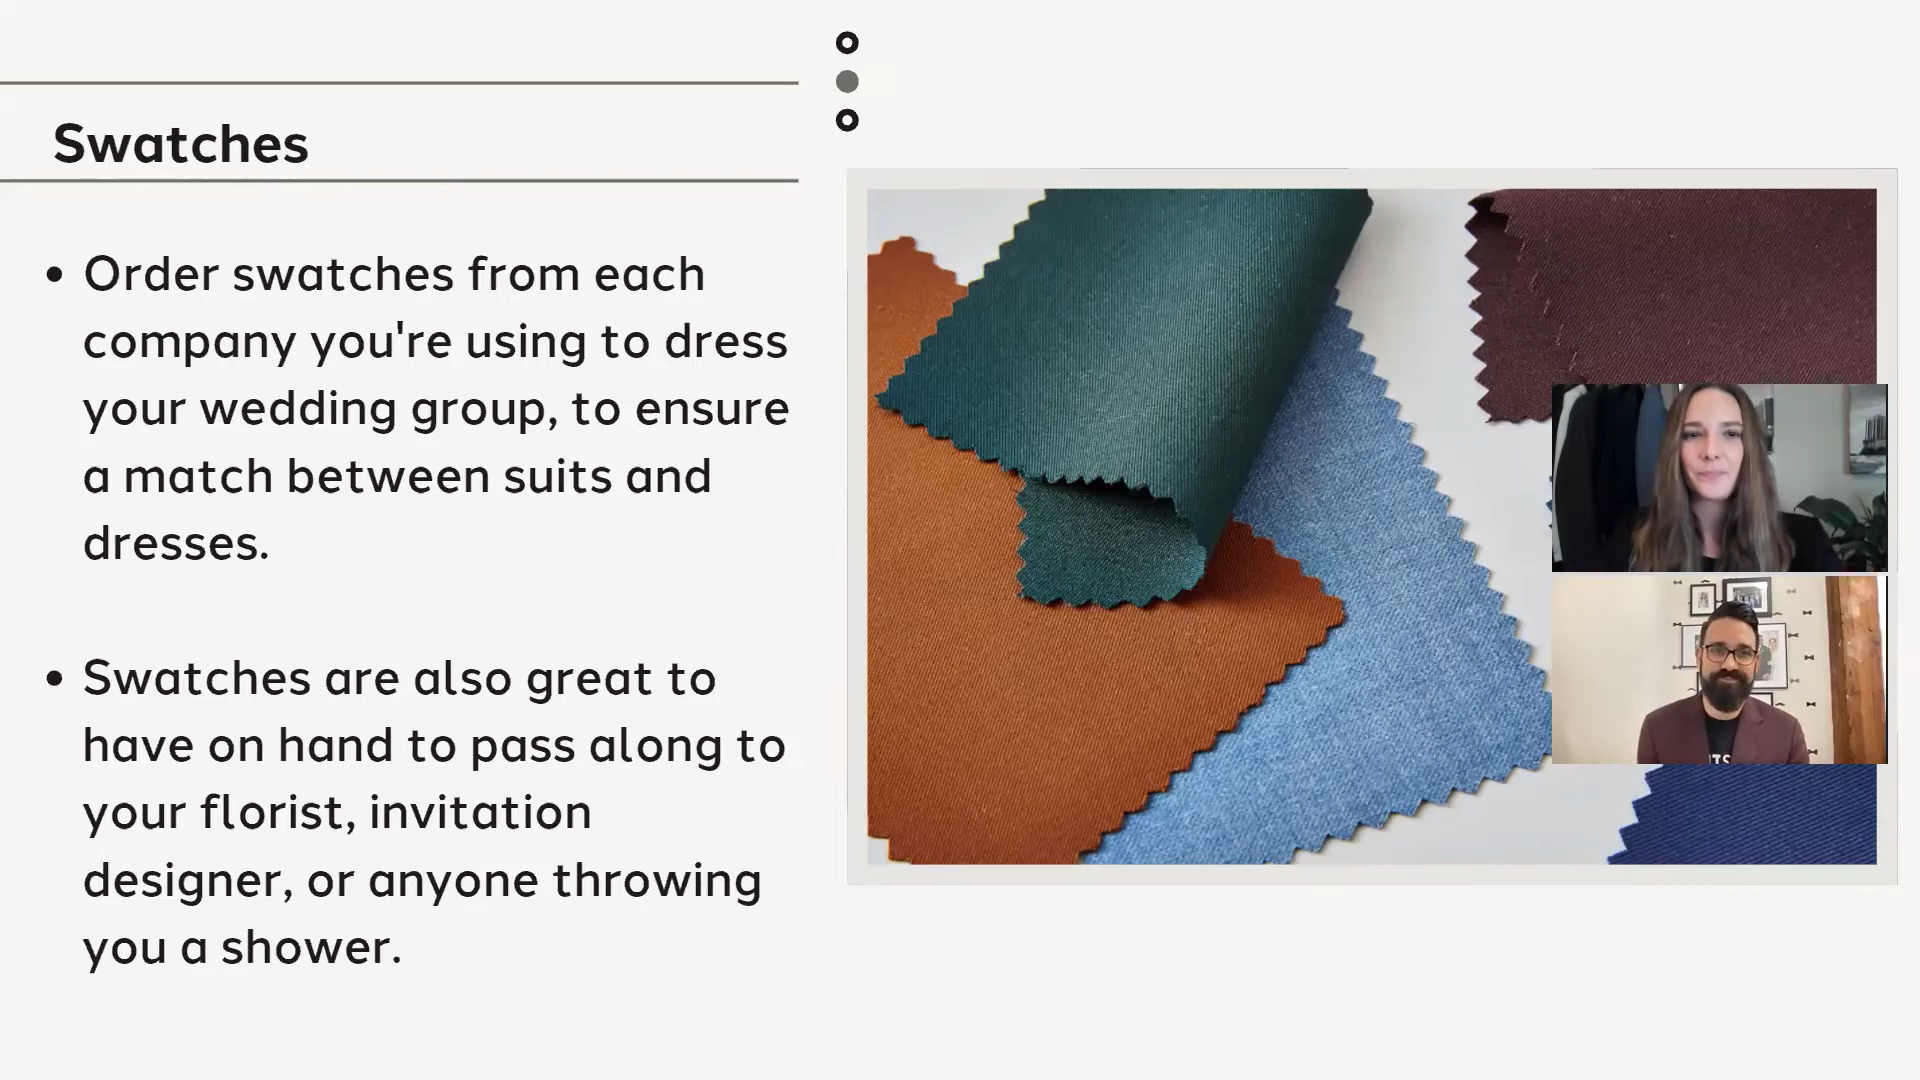 Swatches
• Order swatches from each
company you're using to dress
your wedding group, to ensure
a match between suits and
dresses.
• Swatches are also great to
have on hand to pass along to
your florist, invitation
designer, or anyone throwing
you a shower.